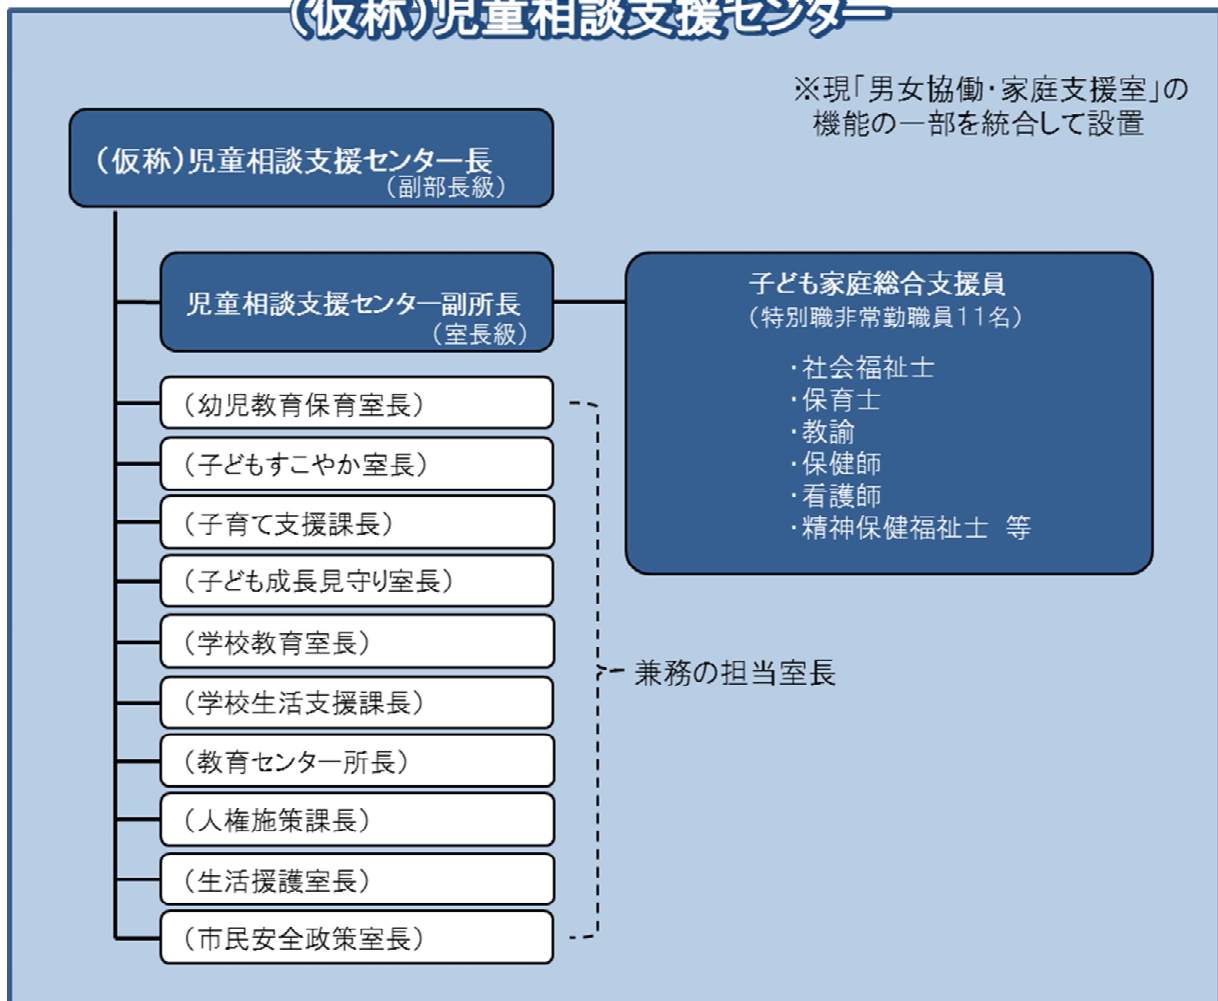 (仮称)児童相談支援センター
※現「男女協働・家庭支援室」の
機能の一部を統合して設置
(仮称)児童相談支援センター長
(副部長級)
児童相談支援センター副所長
(室長級)
子ども家庭総合支援員
(特別職非常勤職員11名)
・社会福祉士
・保育士
・教諭
・保健師
・看護師
・精神保健福祉士 等
(幼児教育保育室長)
(子どもすこやか室長)
(子育て支援課長)
(子ども成長見守り室長)
(学校教育室長)
(学校生活支援課長)
(教育センター所長)
(人権施策課長)
(生活援護室長)
(市民安全政策室長)
兼務の担当室長